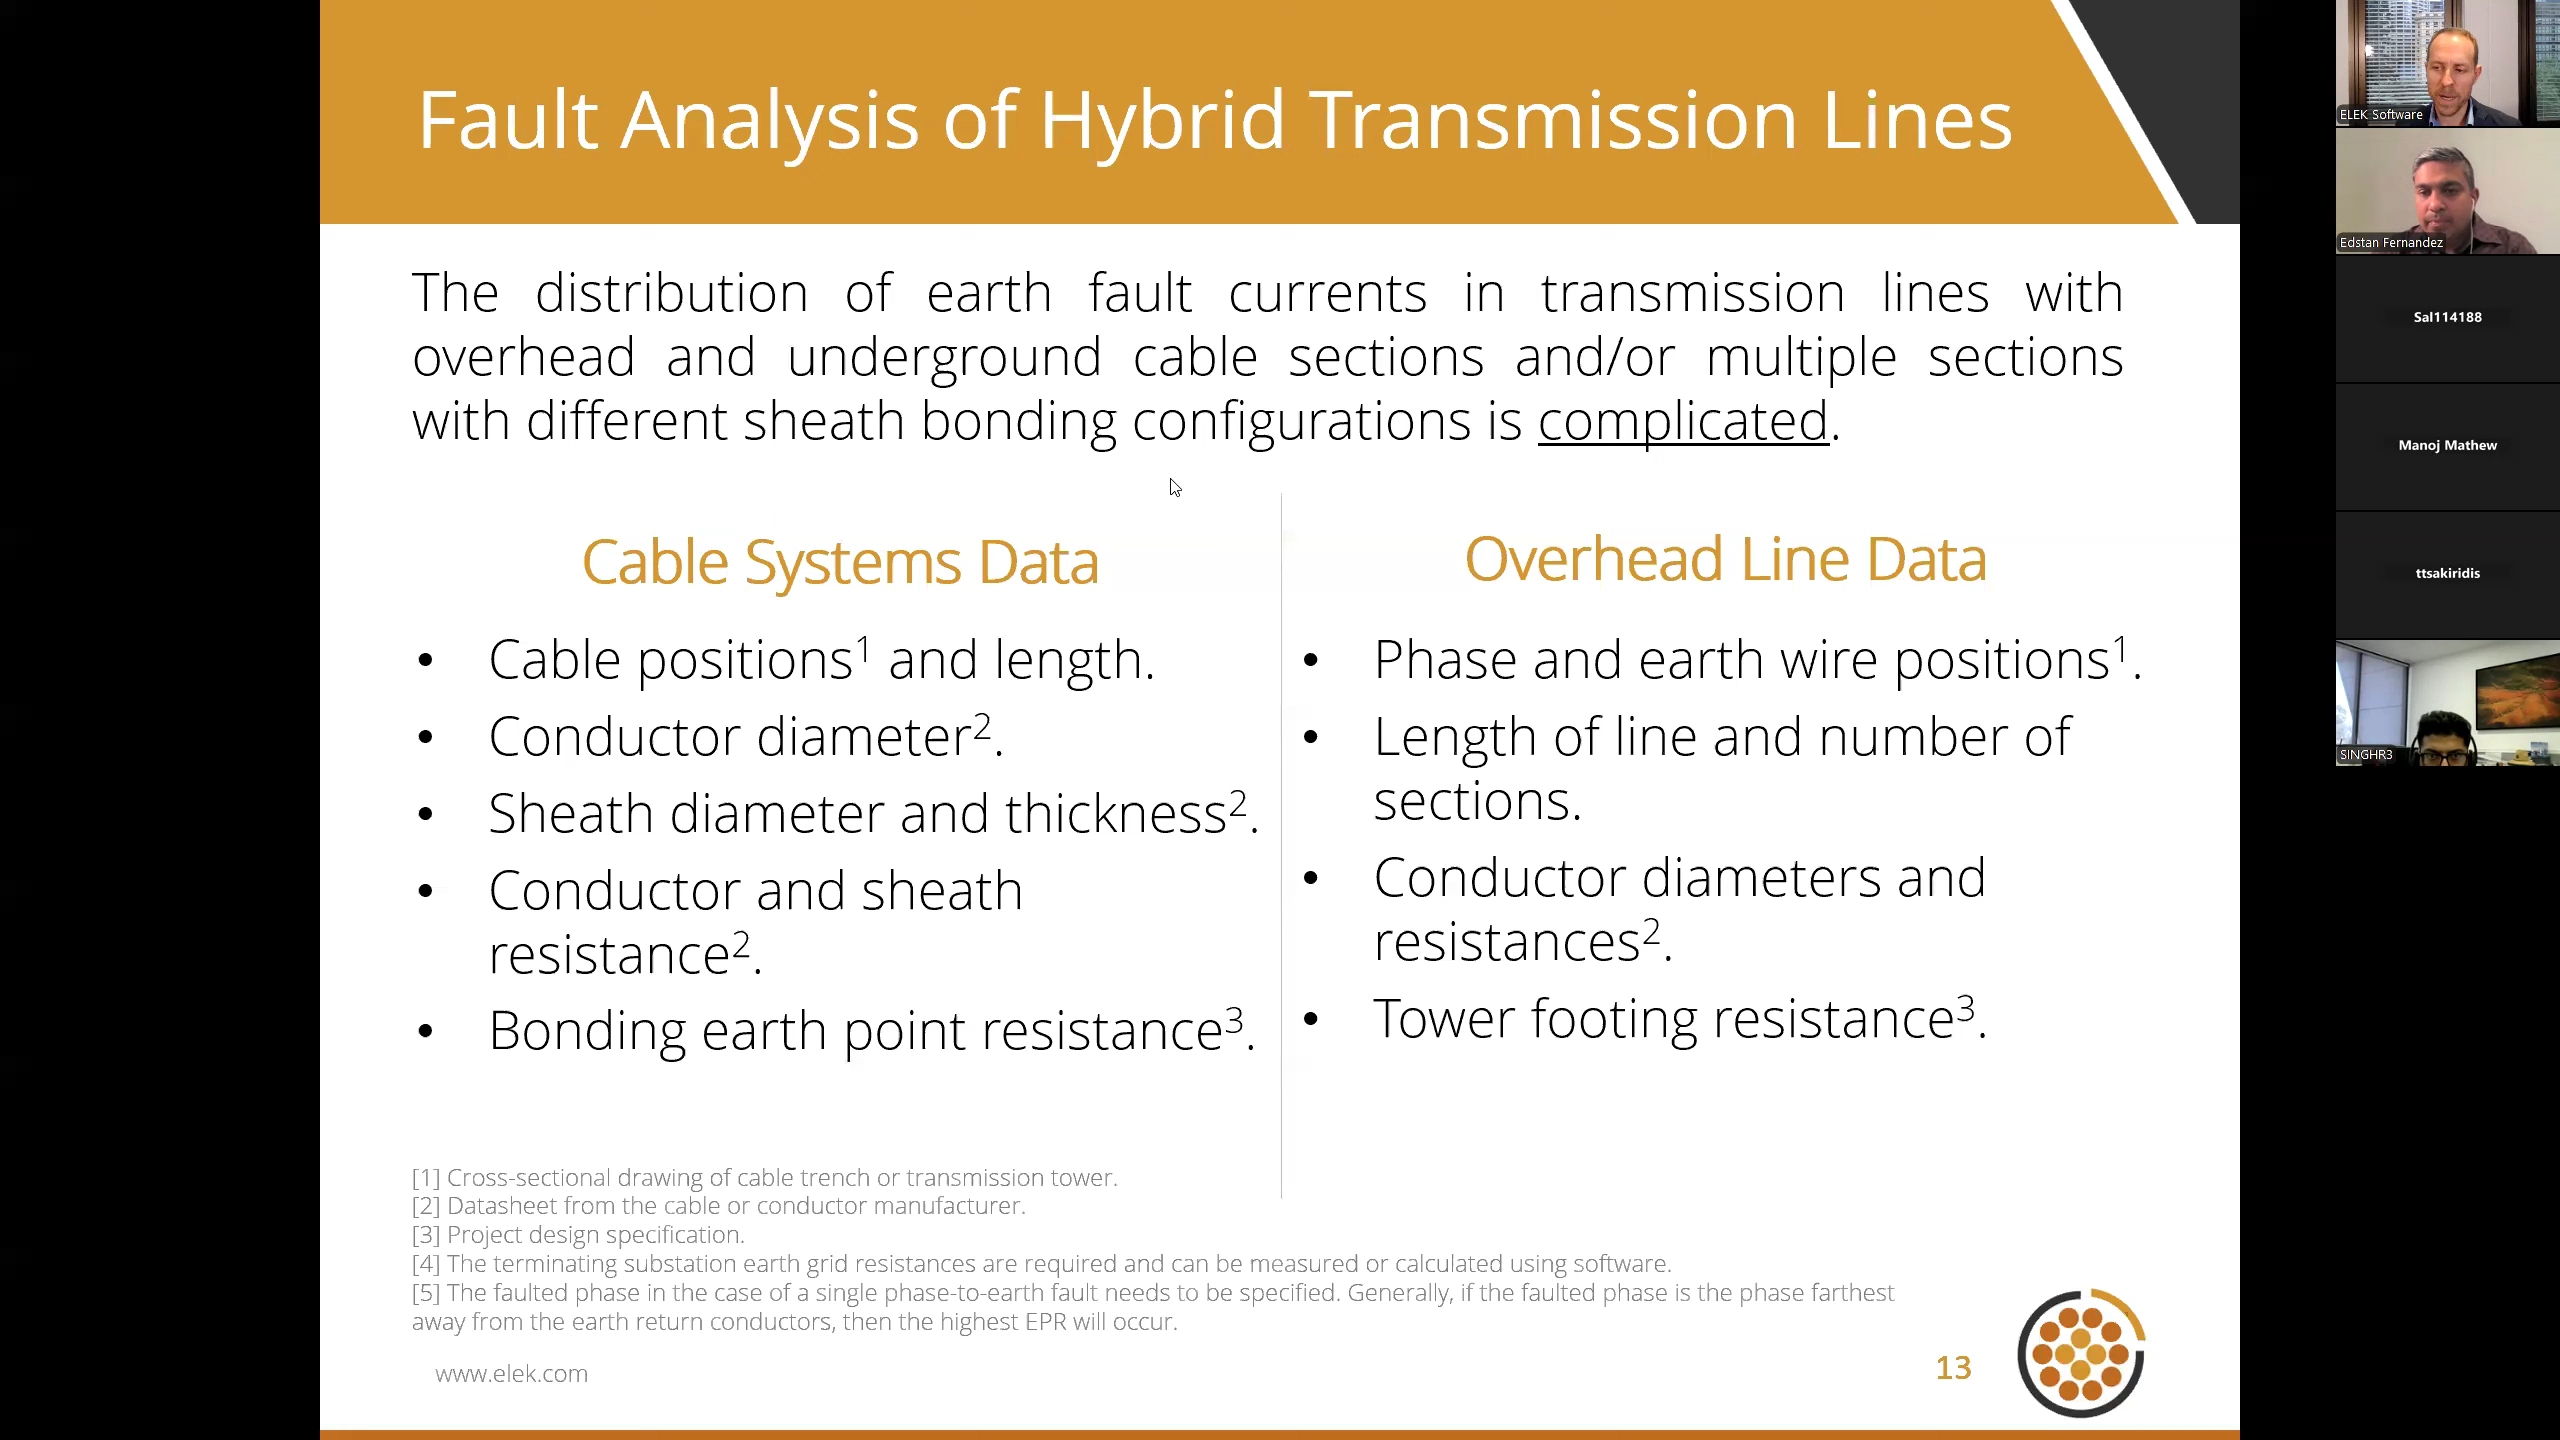 Fault Analysis of Hybrid Transmission Lines
The distribution of earth fault currents in transmission lines with
overhead and underground cable sections and/or multiple sections
with different sheath bonding configurations is complicated.
Cable Systems Data
• Cable positions¹ and length.
• Conductor diameter².
• Sheath diameter and thickness².
• Conductor and sheath
resistance².
• Bonding earth point resistance³.
Overhead Line Data
• Phase and earth wire positions¹.
• Length of line and number of
sections.
• Conductor diameters and
resistances².
• Tower footing resistance³.
[1] Cross-sectional drawing of cable trench or transmission tower.
[2] Datasheet from the cable or conductor manufacturer.
[3] Project design specification.
[4] The terminating substation earth grid resistances are required and can be measured or calculated using software.
[5] The faulted phase in the case of a single phase-to-earth fault needs to be specified. Generally, if the faulted phase is the phase farthest
away from the earth return conductors, then the highest EPR will occur.
www.elek.com
13
ELEK Software
Edstan Fernandez
Sal114188
Manoj Mathew
ttsakiridis
SINGHR3